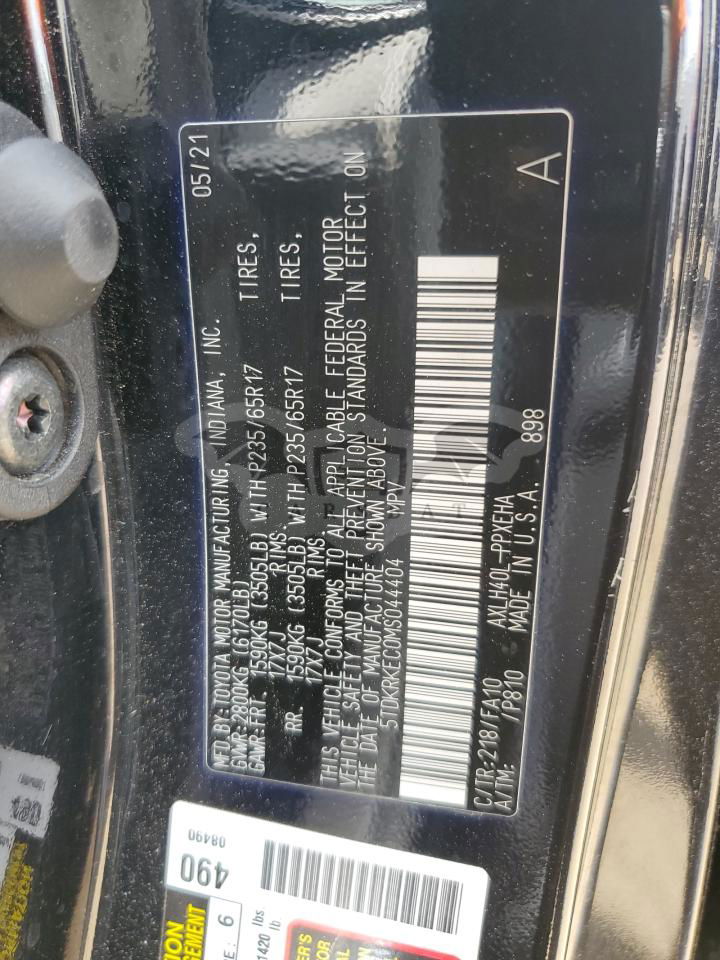 MFD.BY:TOYOTA MOTOR MANUFACTURING, INDIANA, INC. 05/21
GVWR:2800KG (6170LB)
GAWR:FRT. 1590KG (3505LB) WITH P235/65R17 TIRES,
17X7J RIMS
RR. 1590KG (3505LB) WITH P235/65R17 TIRES,
17X7J RIMS.
THIS VEHICLE CONFORMS TO ALL APPLICABLE FEDERAL MOTOR
VEHICLE SAFETY AND THEFT PREVENTION STANDARDS IN EFFECT ON
THE DATE OF MANUFACTURE SHOWN ABOVE.
5TDKRKEC0MS044404 MPV
C/TR:218/FA10 AXLH40L-PPXEHA
A/TM: /P810 MADE IN U.S.A. 898
A
490
08490
6
1420 lbs
lb.